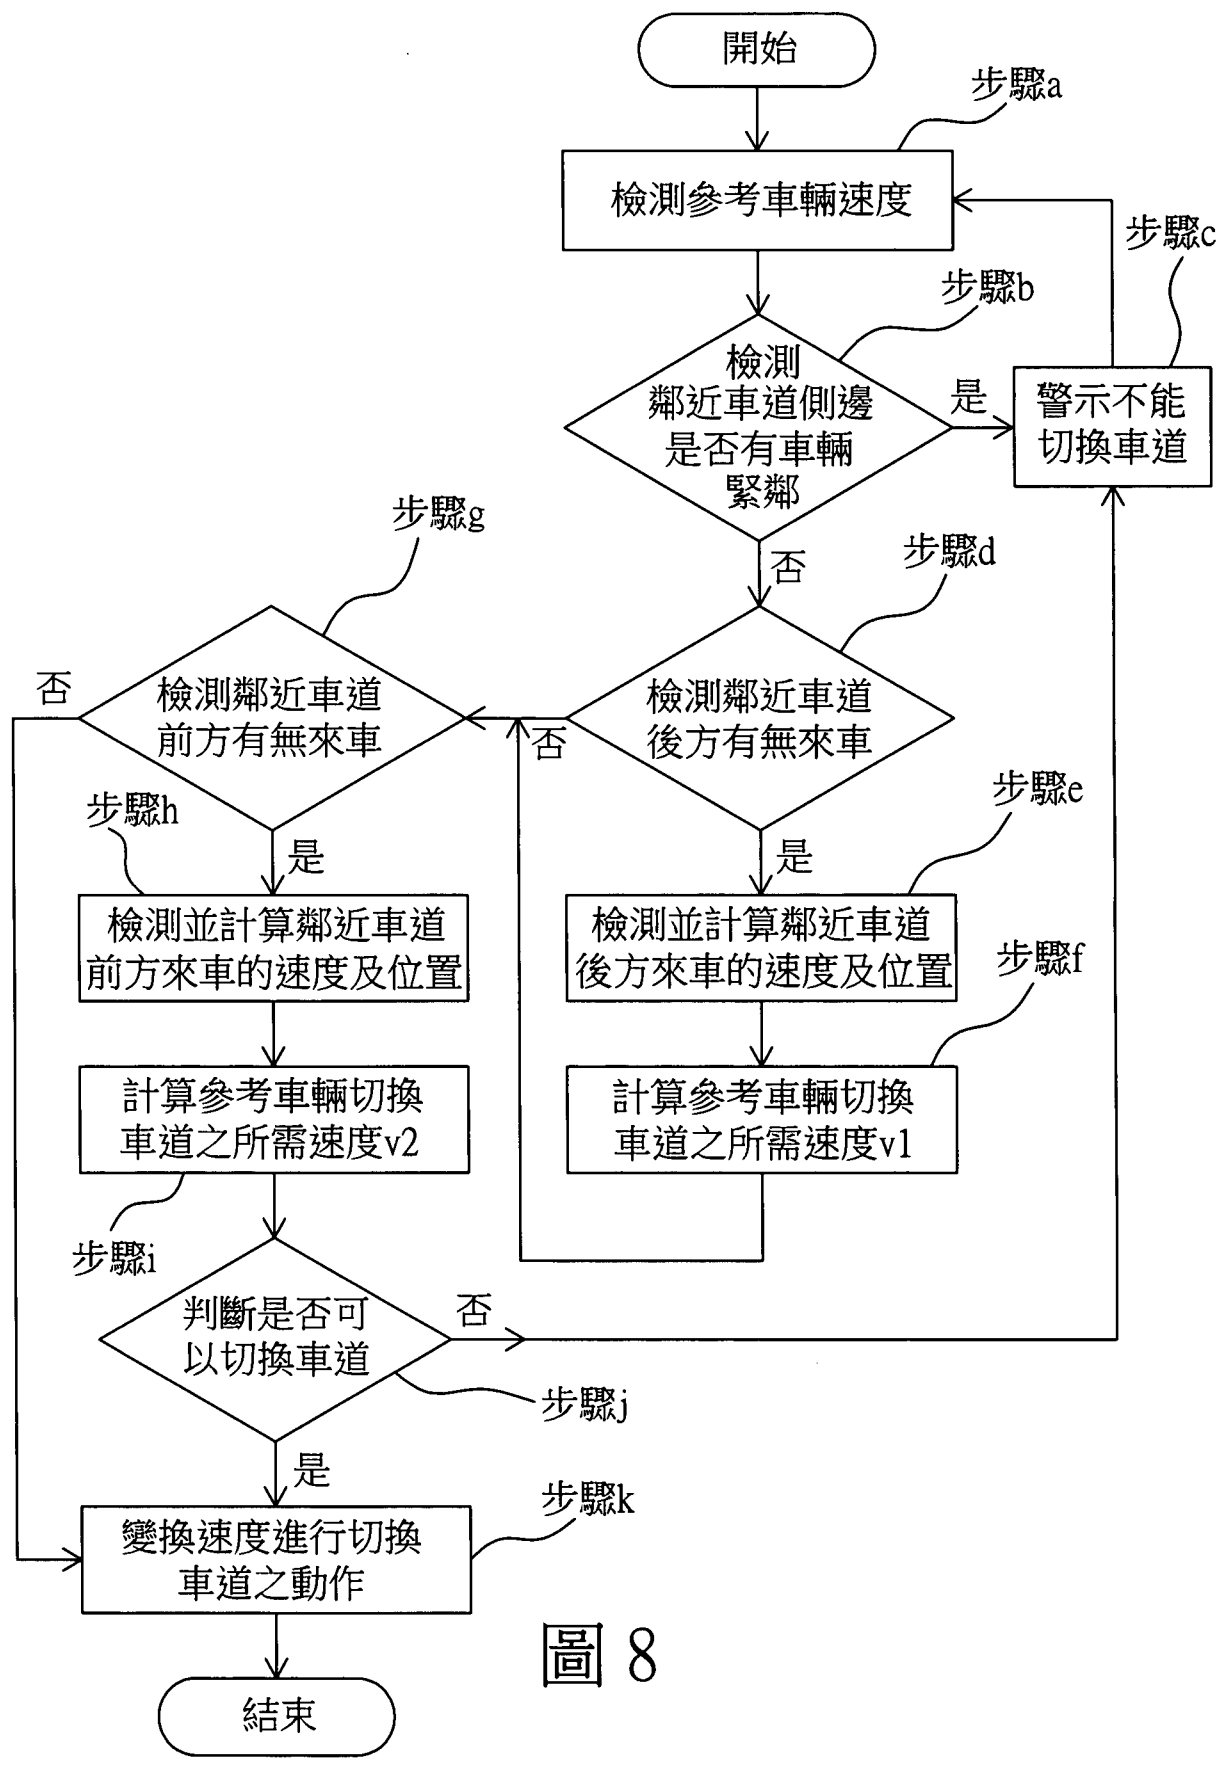 開始
步驟a
檢測參考車輛速度
步驟c
步驟b
檢測
鄰近車道側邊
是否有車輛
緊鄰
是
警示不能
切換車道
步驟g
否
步驟d
否
檢測鄰近車道
前方有無來車
否
檢測鄰近車道
後方有無來車
步驟h
是
步驟e
是
檢測並計算鄰近車道
前方來車的速度及位置
檢測並計算鄰近車道
後方來車的速度及位置
步驟f
計算參考車輛切換
車道之所需速度v2
計算參考車輛切換
車道之所需速度v1
步驟i
判斷是否可
以切換車道
否
步驟j
是
步驟k
變換速度進行切換
車道之動作
圖 8
結束